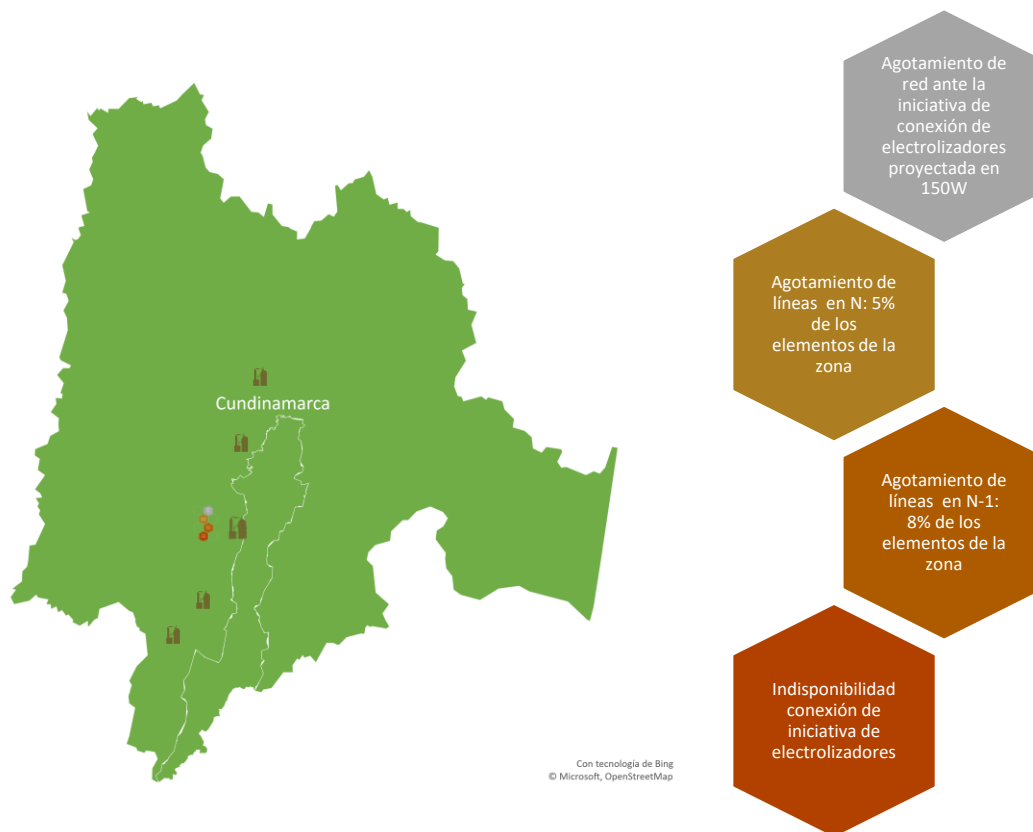 Agotamiento de
red ante la
iniciativa de
conexión de
electrolizadores
proyectada en
150W
Agotamiento de
líneas en N: 5%
de los
elementos de la
zona
Cundinamarca
Agotamiento de
líneas en N-1:
8% de los
elementos de la
zona
Indisponibilidad
conexión de
iniciativa de
electrolizadores
Con tecnología de Bing
© Microsoft, OpenStreetMap